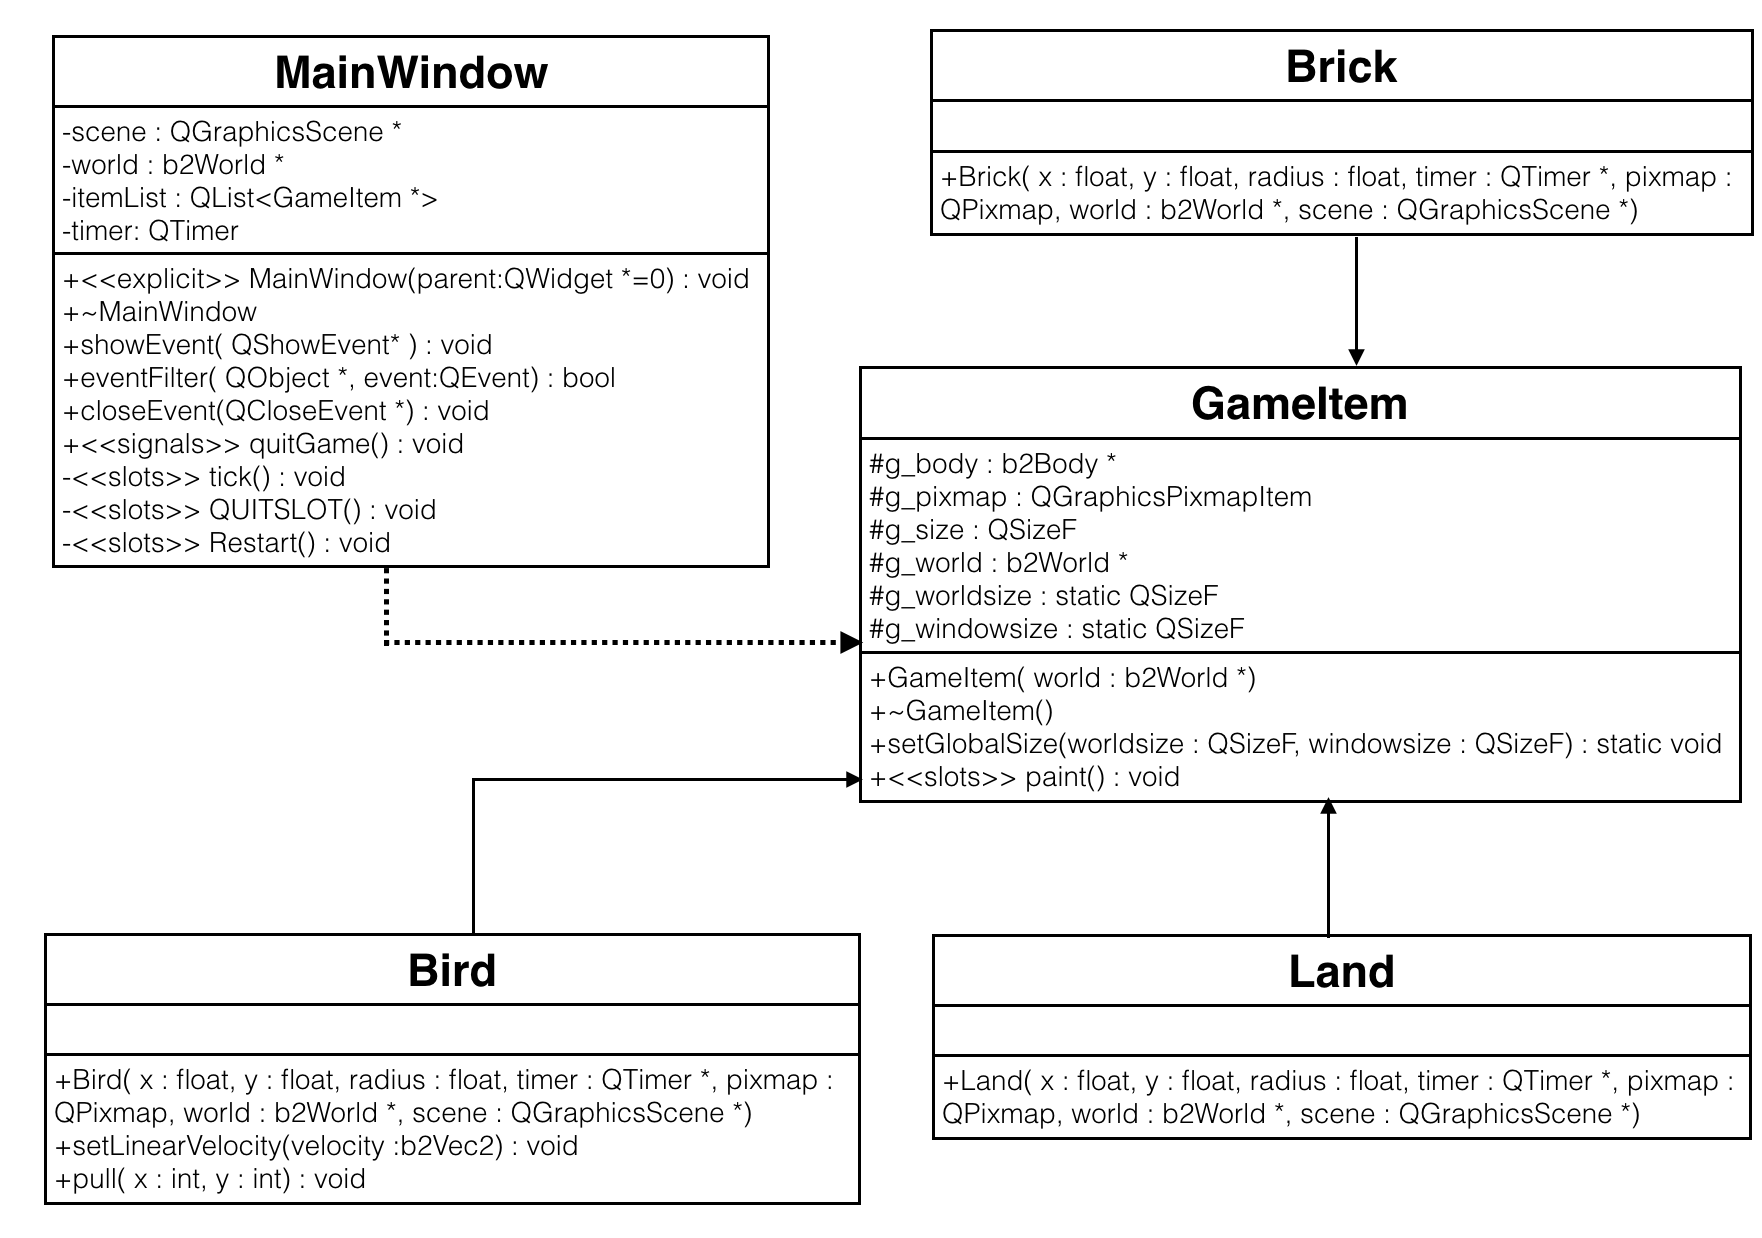 MainWindow
-scene : QGraphicsScene *
-world : b2World *
-itemList : QList<GameItem *>
-timer: QTimer
+<<explicit>> MainWindow(parent:QWidget *=0) : void
+~MainWindow
+showEvent( QShowEvent* ) : void
+eventFilter( QObject *, event:QEvent) : bool
+closeEvent(QCloseEvent *) : void
+<<signals>> quitGame() : void
-<<slots>> tick() : void
-<<slots>> QUITSLOT() : void
-<<slots>> Restart() : void
Brick
+Brick( x : float, y : float, radius : float, timer : QTimer *, pixmap :
QPixmap, world : b2World *, scene : QGraphicsScene *)
GameItem
#g_body : b2Body *
#g_pixmap : QGraphicsPixmapItem
#g_size : QSizeF
#g_world : b2World *
#g_worldsize : static QSizeF
#g_windowsize : static QSizeF
+GameItem( world : b2World *)
+~GameItem()
+setGlobalSize(worldsize : QSizeF, windowsize : QSizeF) : static void
+<<slots>> paint() : void
Bird
+Bird( x : float, y : float, radius : float, timer : QTimer *, pixmap :
QPixmap, world : b2World *, scene : QGraphicsScene *)
+setLinearVelocity(velocity :b2Vec2) : void
+pull( x : int, y : int) : void
Land
+Land( x : float, y : float, radius : float, timer : QTimer *, pixmap :
QPixmap, world : b2World *, scene : QGraphicsScene *)